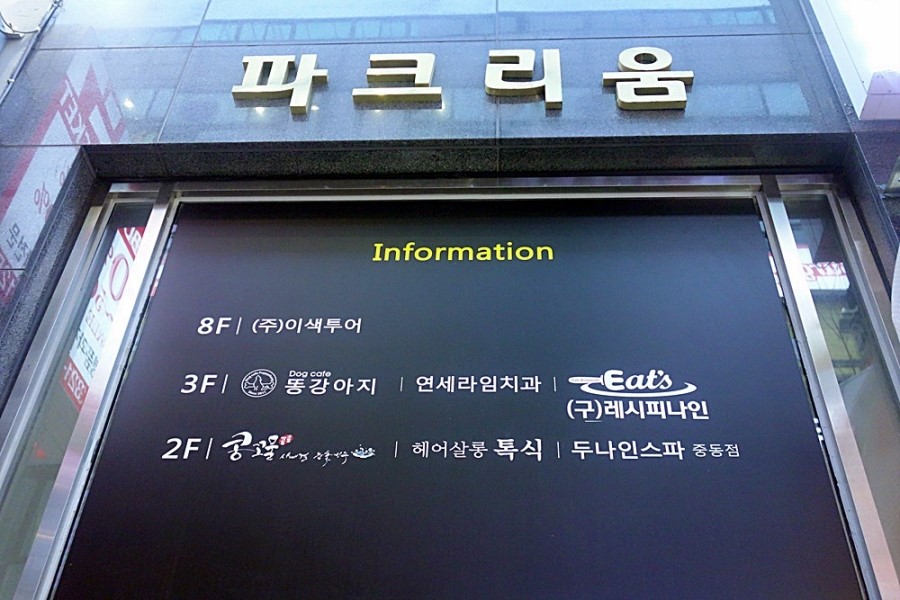 파크리움
Information
8F | (주)이색투어
3F | Dog cafe 똥강아지 | 연세라임치과 | Eat's (구)레시피나인
2F | 콩고물 | 헤어살롱 톡식 | 두나인스파 중동점